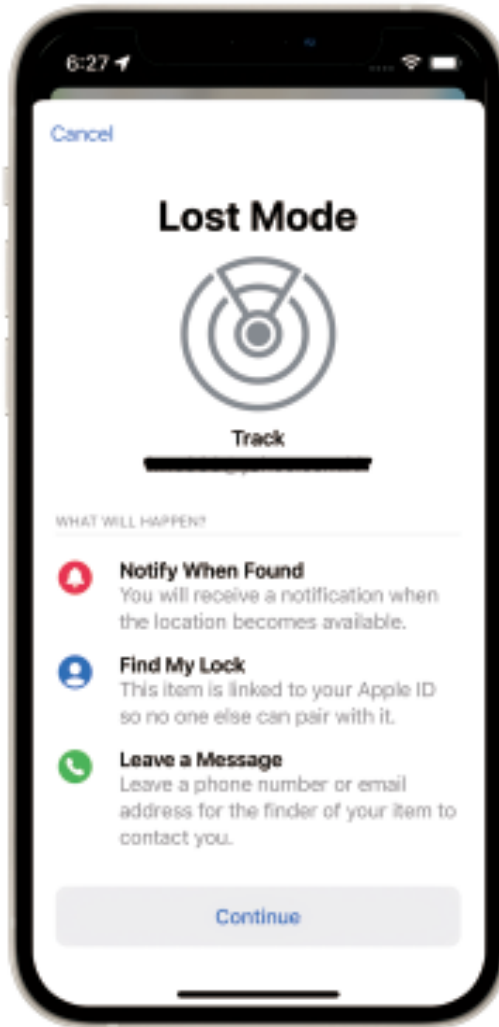 6:27
Cancel
Lost Mode
Track
WHAT WILL HAPPEN?
Notify When Found
You will receive a notification when
the location becomes available.
Find My Lock
This item is linked to your Apple ID
so no one else can pair with it.
Leave a Message
Leave a phone number or email
address for the finder of your item to
contact you.
Continue